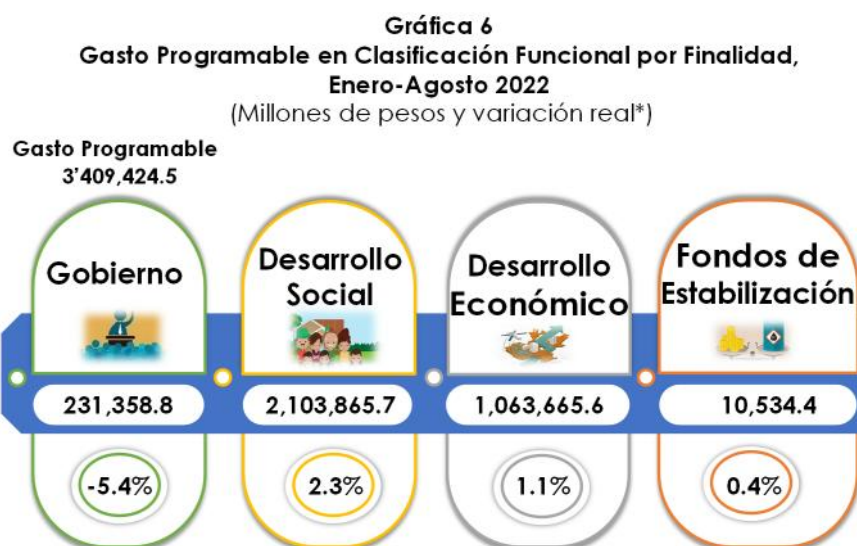 Gráfica 6
Gasto Programable en Clasificación Funcional por Finalidad,
Enero-Agosto 2022
(Millones de pesos y variación real*)
Gasto Programable
3'409,424.5
Gobierno
Desarrollo
Social
Desarrollo
Económico
Fondos de
Estabilización
231,358.8
2,103,865.7
1,063,665.6
10,534.4
-5.4%
2.3%
1.1%
0.4%